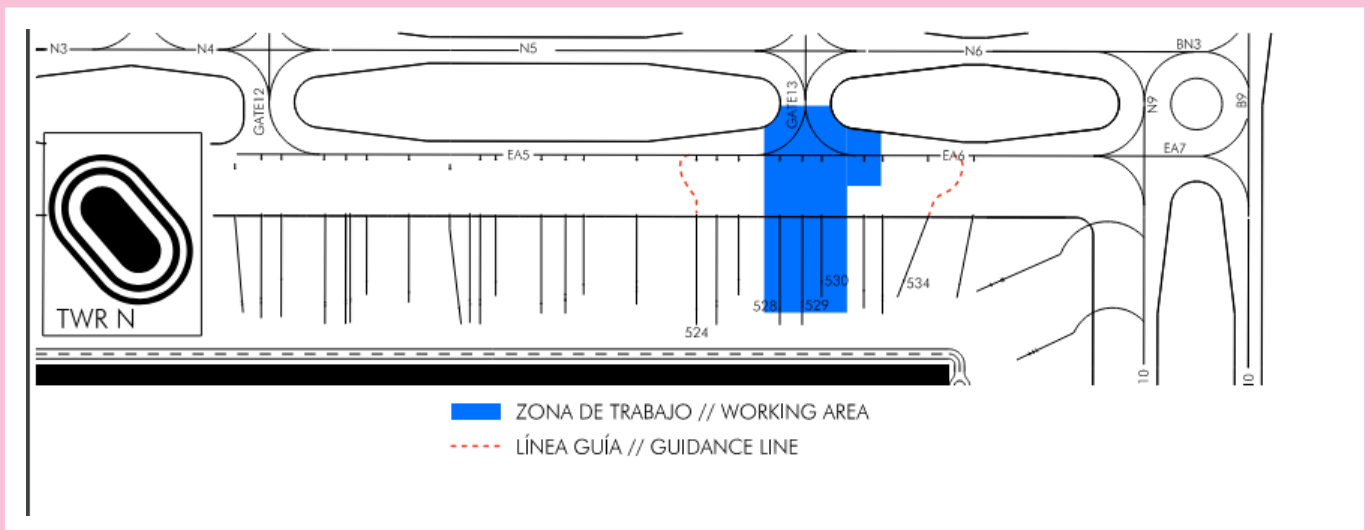 N3
N4
N5
N6
BN3
GATE12
GATE13
N9
B9
EA5
EA6
EA7
TWR N
528
529
530
534
524
10
ZONA DE TRABAJO // WORKING AREA
LÍNEA GUÍA // GUIDANCE LINE